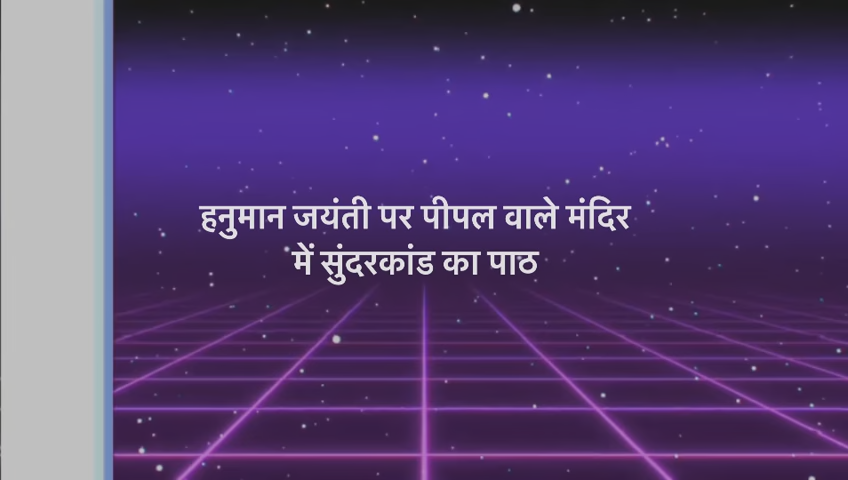 हनुमान जयंती पर पीपल वाले मंदिर
में सुंदरकांड का पाठ